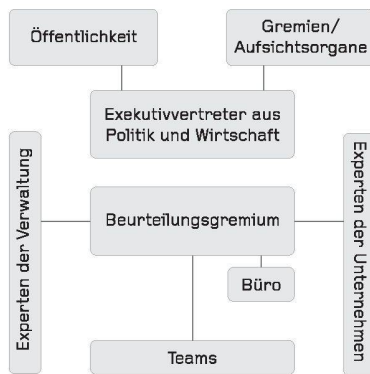 Öffentlichkeit
Gremien/
Aufsichtsorgane
Exekutivvertreter aus
Politik und Wirtschaft
Experten der Verwaltung
Beurteilungsgremium
Experten der Unternehmen
Büro
Teams